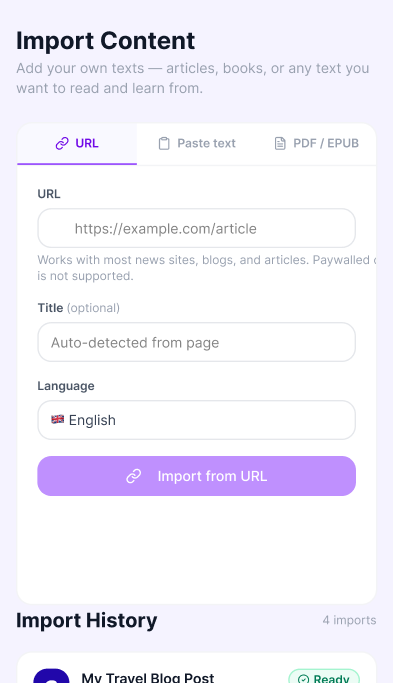 Import Content
Add your own texts — articles, books, or any text you
want to read and learn from.
URL
Paste text
PDF / EPUB
URL
https://example.com/article
Works with most news sites, blogs, and articles. Paywalled
is not supported.
Title (optional)
Auto-detected from page
Language
English
Import from URL
Import History
4 imports
My Travel Blog Post
Ready